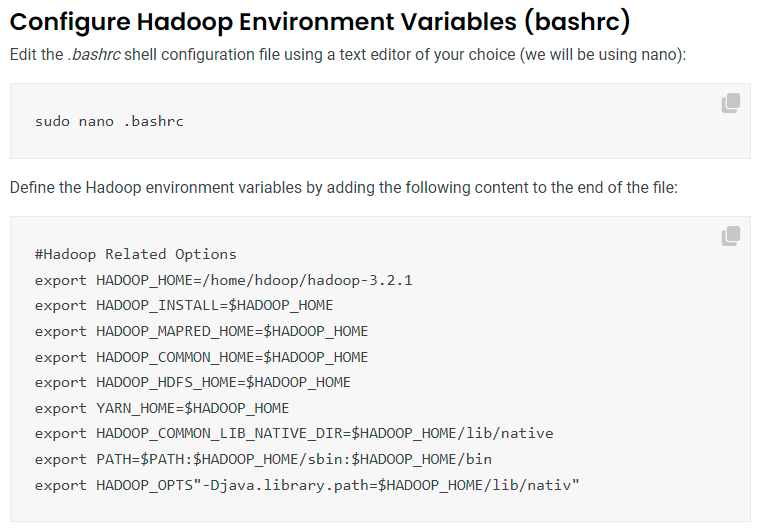 Configure Hadoop Environment Variables (bashrc)
Edit the .bashrc shell configuration file using a text editor of your choice (we will be using nano):
sudo nano .bashrc
Define the Hadoop environment variables by adding the following content to the end of the file:
#Hadoop Related Options
export HADOOP_HOME=/home/hdoop/hadoop-3.2.1
export HADOOP_INSTALL=$HADOOP_HOME
export HADOOP_MAPRED_HOME=$HADOOP_HOME
export HADOOP_COMMON_HOME=$HADOOP_HOME
export HADOOP_HDFS_HOME=$HADOOP_HOME
export YARN_HOME=$HADOOP_HOME
export HADOOP_COMMON_LIB_NATIVE_DIR=$HADOOP_HOME/lib/native
export PATH=$PATH:$HADOOP_HOME/sbin:$HADOOP_HOME/bin
export HADOOP_OPTS"-Djava.library.path=$HADOOP_HOME/lib/nativ"